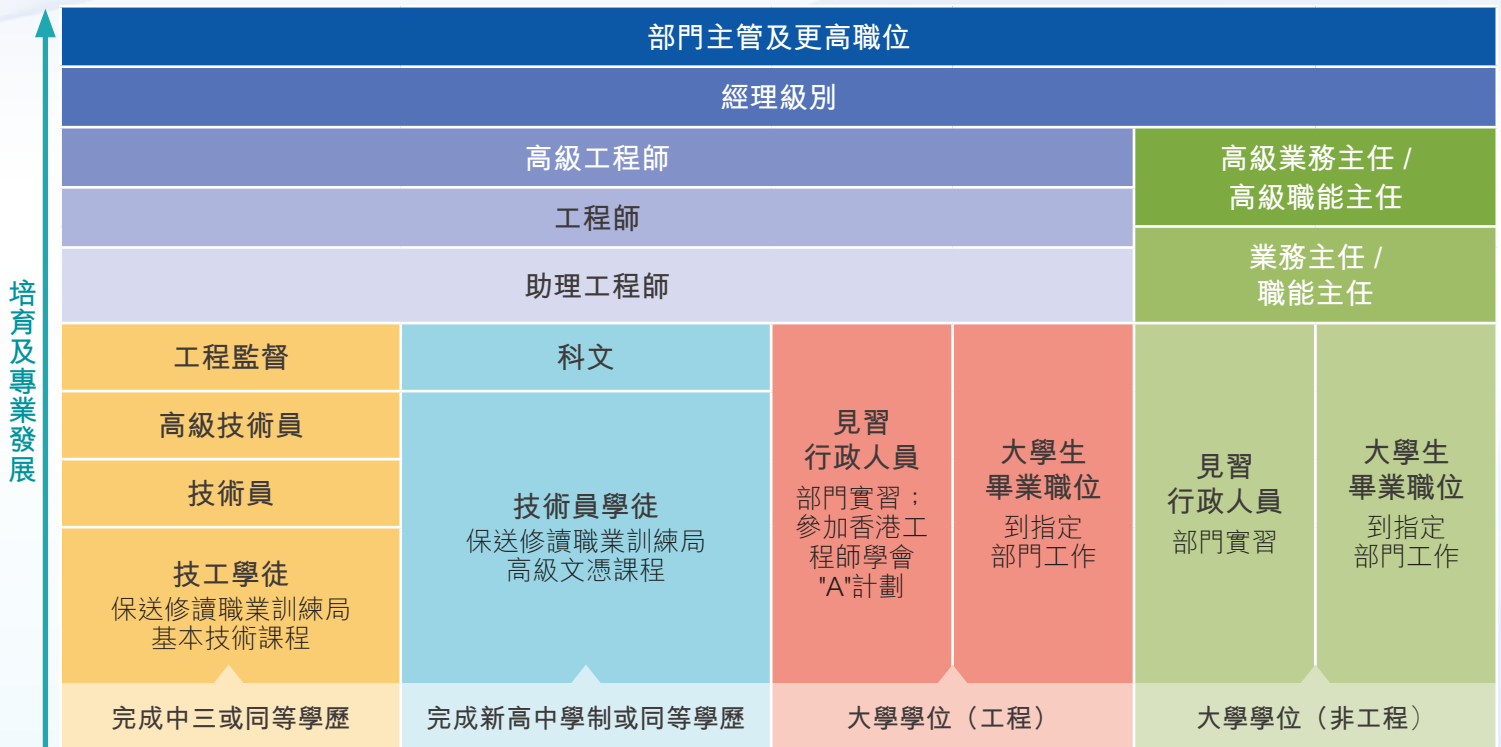 部門主管及更高職位
經理級別
高級工程師
高級業務主任 /
高級職能主任
工程師
助理工程師
業務主任 /
職能主任
培育及專業發展
工程監督
高級技術員
技術員
技工學徒
保送修讀職業訓練局
基本技術課程
科文
技術員學徒
保送修讀職業訓練局
高級文憑課程
見習
行政人員
部門實習；
參加香港工
程師學會
"A"計劃
大學生
畢業職位
到指定
部門工作
見習
行政人員
部門實習
大學生
畢業職位
到指定
部門工作
完成中三或同等學歷
完成新高中學制或同等學歷
大學學位（工程）
大學學位（非工程）